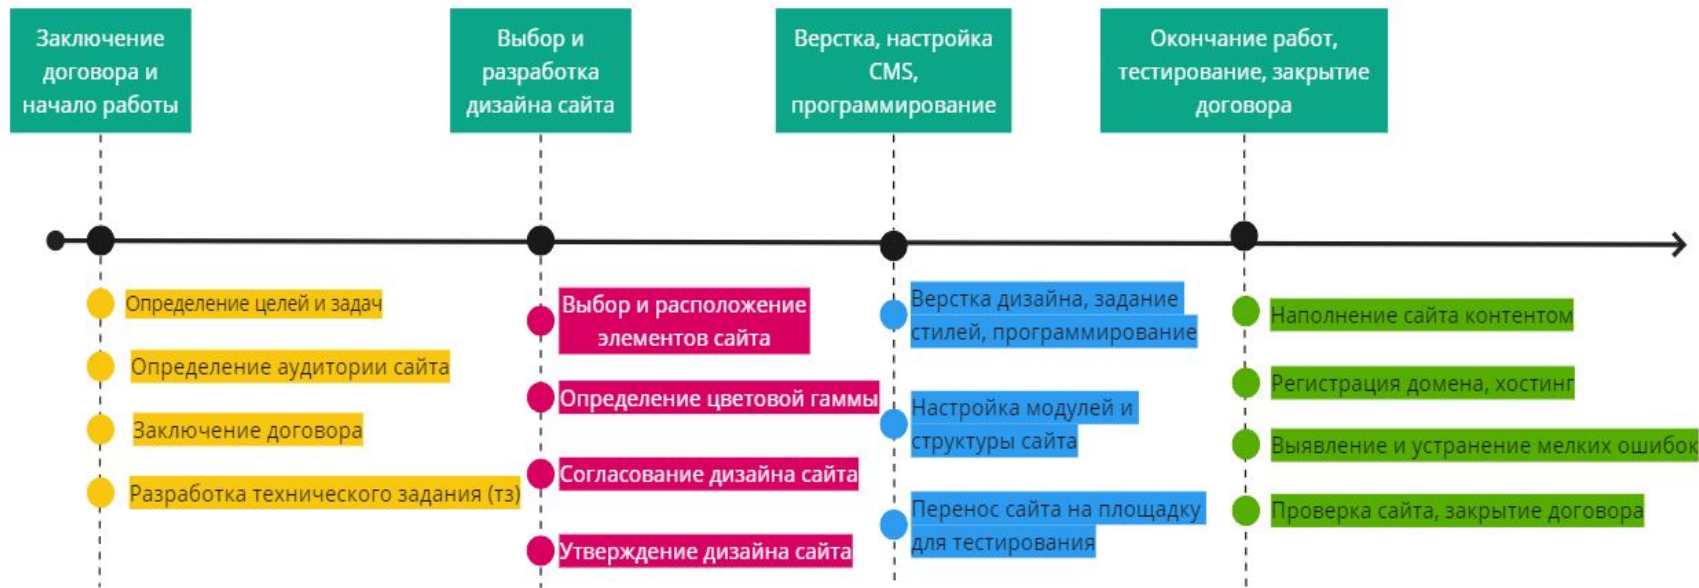 Заключение
договора и
начало работы
Выбор и
разработка
дизайна сайта
Верстка, настройка
CMS,
программирование
Окончание работ,
тестирование, закрытие
договора
Определение целей и задач
Определение аудитории сайта
Заключение договора
Разработка технического задания (тз)
Выбор и расположение
элементов сайта
Определение цветовой гаммы
Согласование дизайна сайта
Утверждение дизайна сайта
Верстка дизайна, задание
стилей, программирование
Настройка модулей и
структуры сайта
Перенос сайта на площадку
для тестирования
Наполнение сайта контентом
Регистрация домена, хостинг
Выявление и устранение мелких ошибок
Проверка сайта, закрытие договора